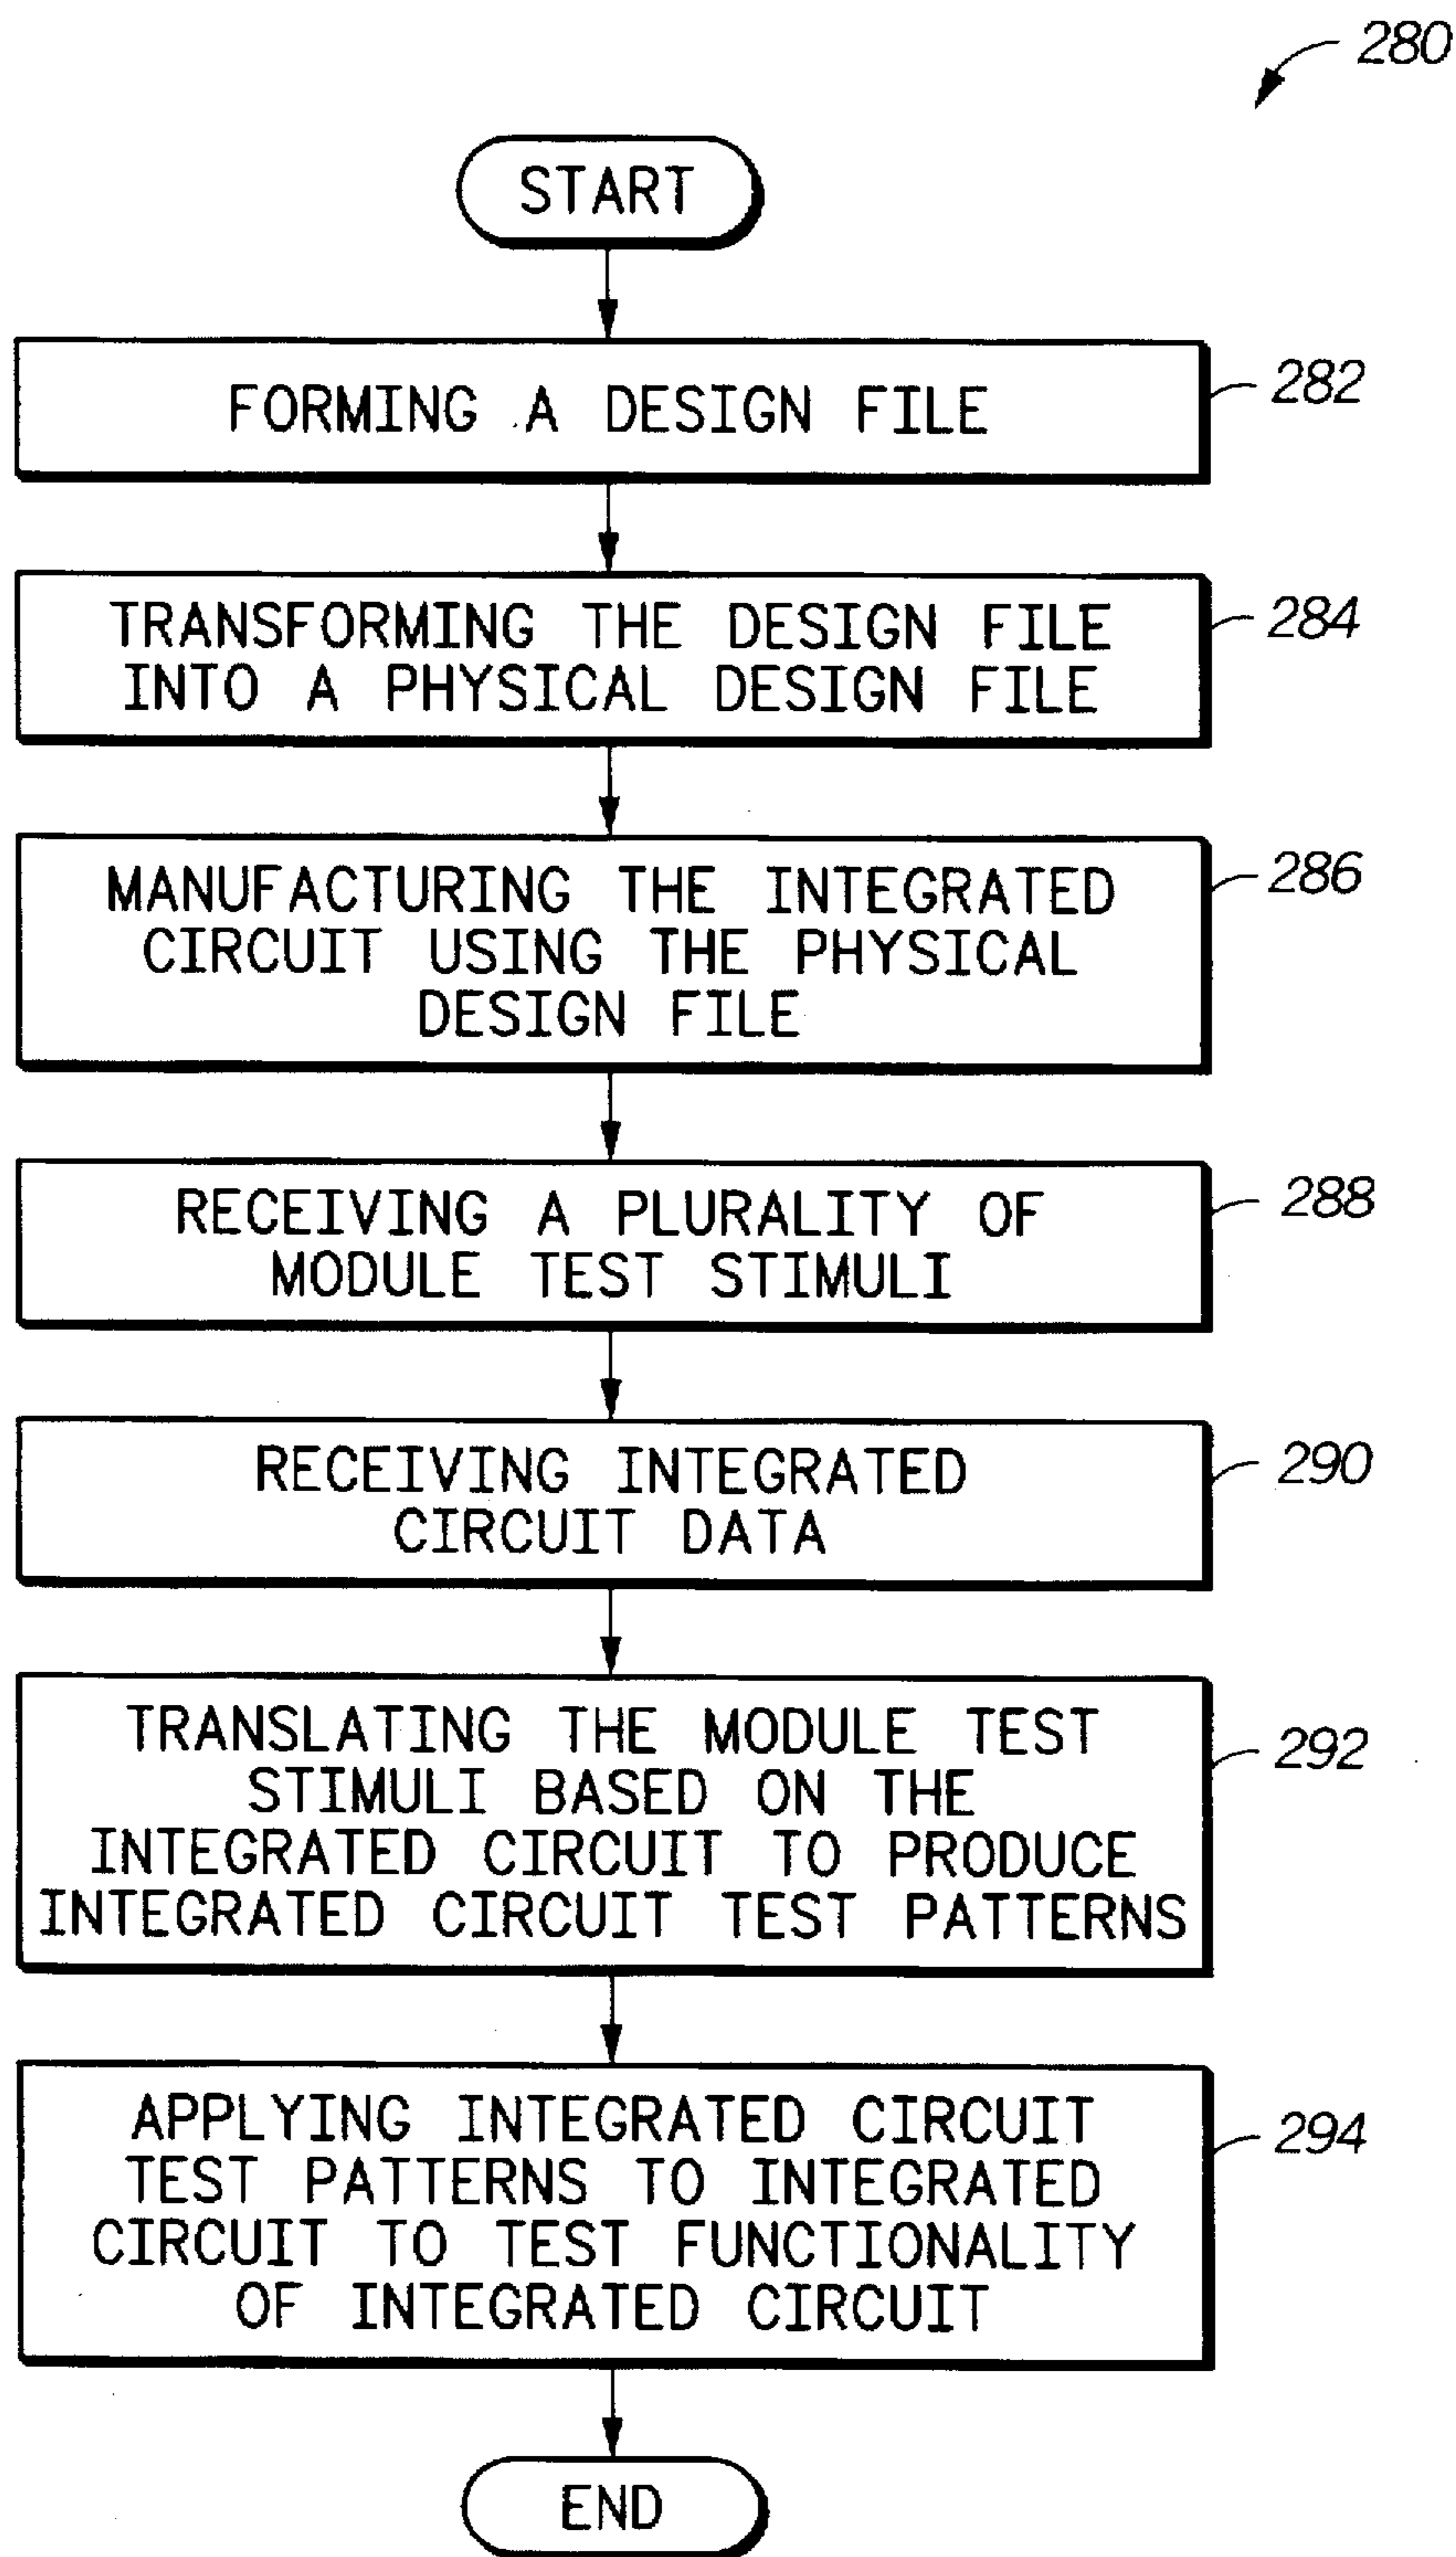 280
START
FORMING A DESIGN FILE
282
TRANSFORMING THE DESIGN FILE
INTO A PHYSICAL DESIGN FILE
284
MANUFACTURING THE INTEGRATED
CIRCUIT USING THE PHYSICAL
DESIGN FILE
286
RECEIVING A PLURALITY OF
MODULE TEST STIMULI
288
RECEIVING INTEGRATED
CIRCUIT DATA
290
TRANSLATING THE MODULE TEST
STIMULI BASED ON THE
INTEGRATED CIRCUIT TO PRODUCE
INTEGRATED CIRCUIT TEST PATTERNS
292
APPLYING INTEGRATED CIRCUIT
TEST PATTERNS TO INTEGRATED
CIRCUIT TO TEST FUNCTIONALITY
OF INTEGRATED CIRCUIT
294
END